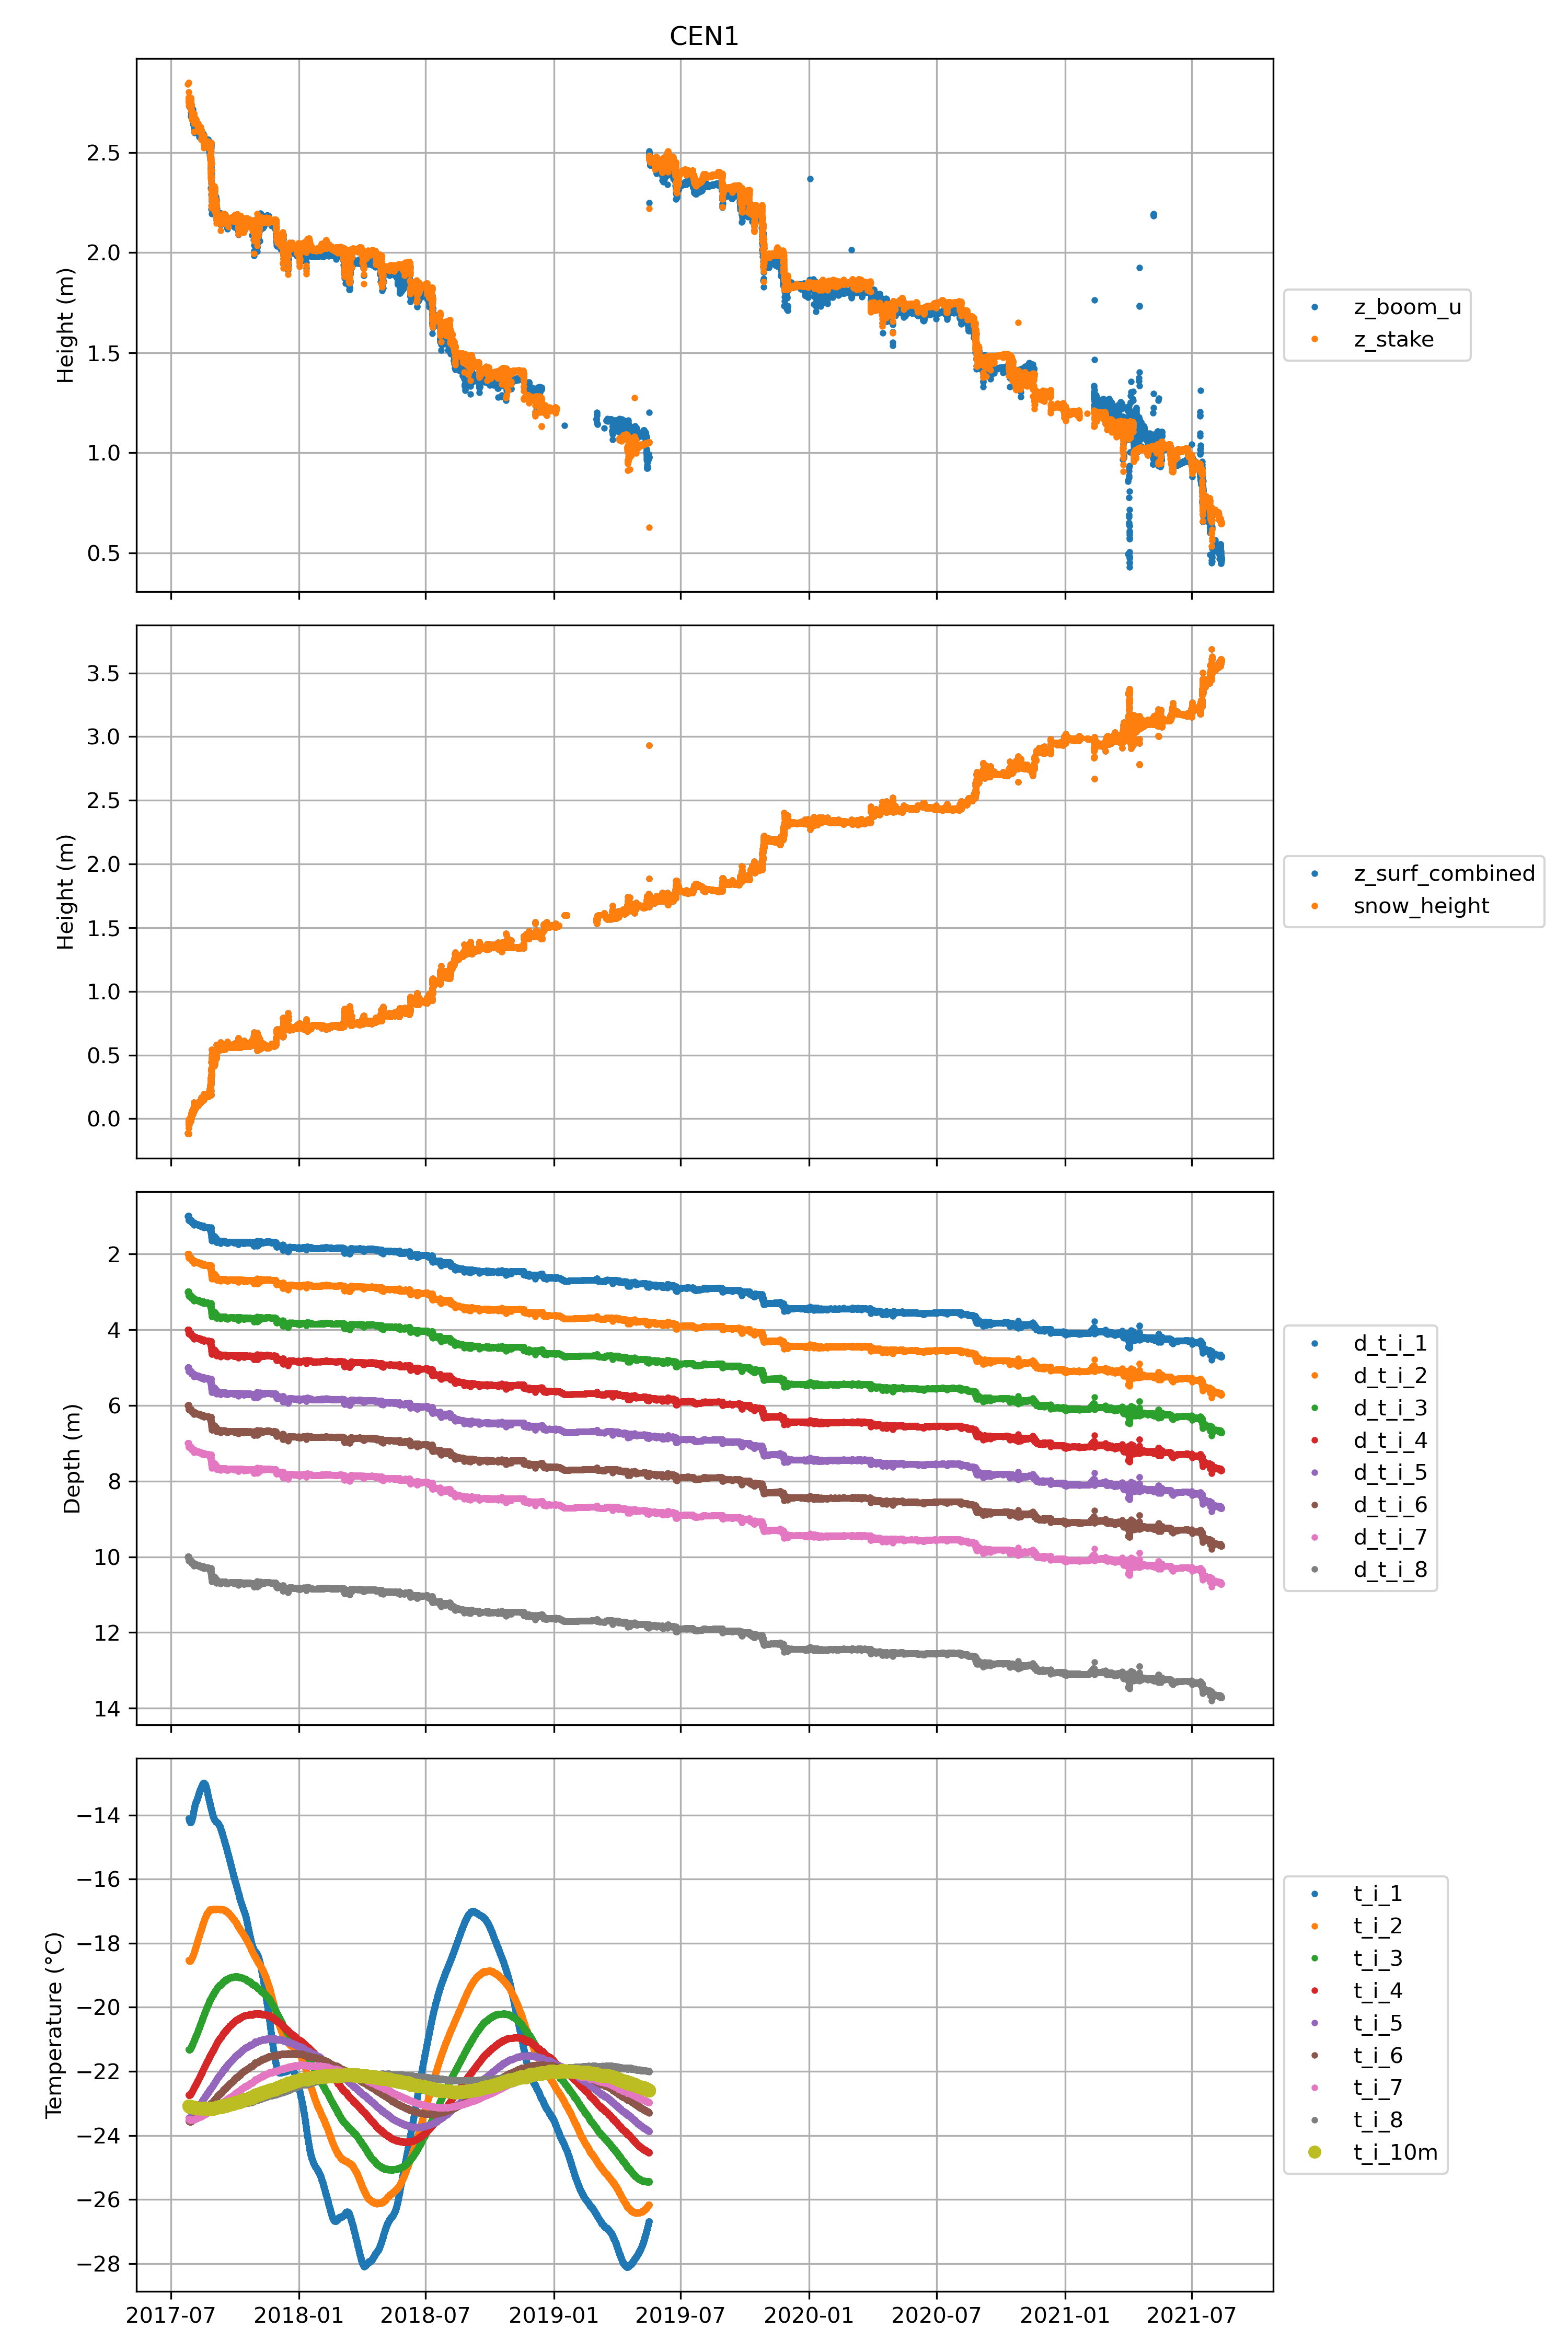 CEN1
Height (m)
2.5
2.0
1.5
1.0
0.5
z_boom_u
z_stake
Height (m)
3.5
3.0
2.5
2.0
1.5
1.0
0.5
0.0
z_surf_combined
snow_height
Depth (m)
2
4
6
8
10
12
14
d_t_i_1
d_t_i_2
d_t_i_3
d_t_i_4
d_t_i_5
d_t_i_6
d_t_i_7
d_t_i_8
Temperature (°C)
−14
−16
−18
−20
−22
−24
−26
−28
t_i_1
t_i_2
t_i_3
t_i_4
t_i_5
t_i_6
t_i_7
t_i_8
t_i_10m
2017-07 2018-01 2018-07 2019-01 2019-07 2020-01 2020-07 2021-01 2021-07